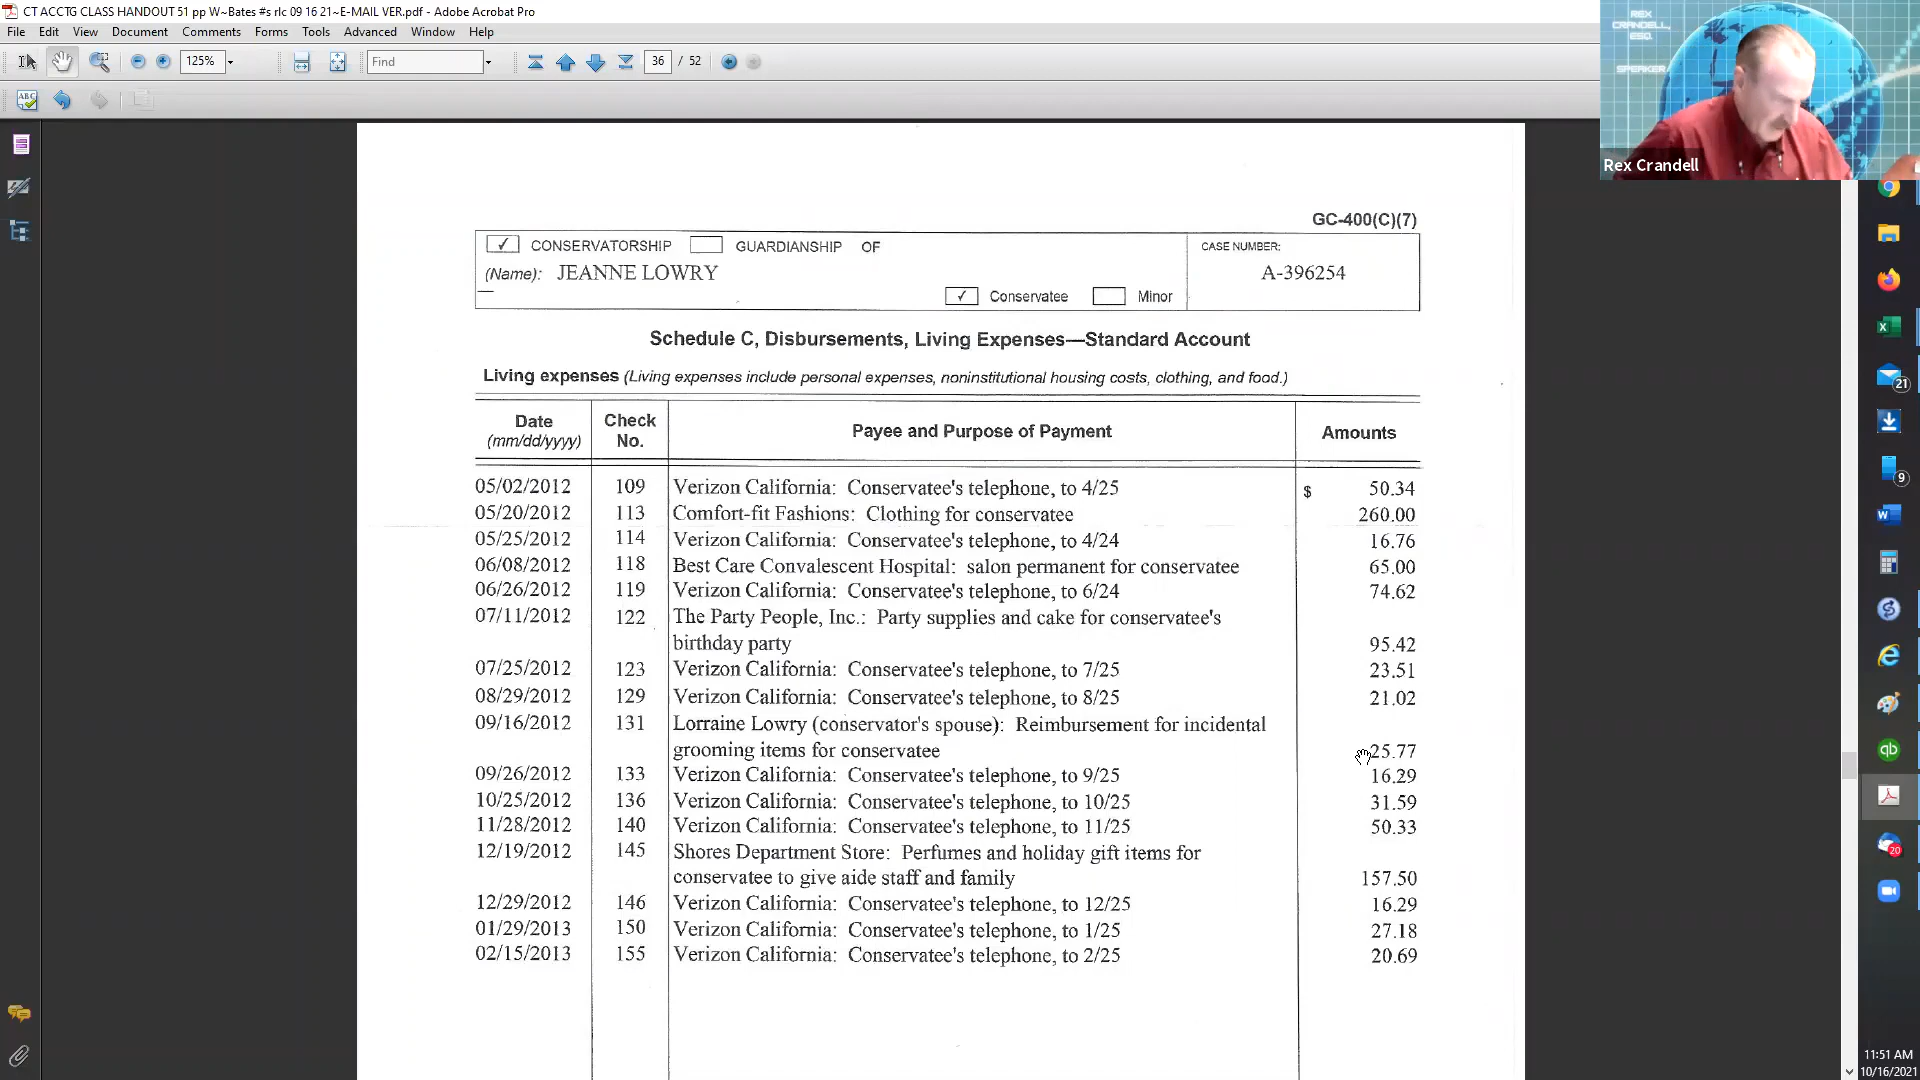 CT ACCTG CLASS HANDOUT 51 pp W~Bates #s rlc 09 16 21~E-MAIL VER.pdf - Adobe Acrobat Pro
File Edit View Document Comments Forms Tools Advanced Window Help
125% Find 36 / 52
ABC
REX CRANDELL, ESQ.
SPEAKER
Rex Crandell
GC-400(C)(7)
✓ CONSERVATORSHIP GUARDIANSHIP OF CASE NUMBER:
(Name): JEANNE LOWRY A-396254
✓ Conservatee Minor
Schedule C, Disbursements, Living Expenses—Standard Account
Living expenses (Living expenses include personal expenses, noninstitutional housing costs, clothing, and food.)
Date (mm/dd/yyyy) Check No. Payee and Purpose of Payment Amounts
05/02/2012 109 Verizon California: Conservatee's telephone, to 4/25 $ 50.34
05/20/2012 113 Comfort-fit Fashions: Clothing for conservatee 260.00
05/25/2012 114 Verizon California: Conservatee's telephone, to 4/24 16.76
06/08/2012 118 Best Care Convalescent Hospital: salon permanent for conservatee 65.00
06/26/2012 119 Verizon California: Conservatee's telephone, to 6/24 74.62
07/11/2012 122 The Party People, Inc.: Party supplies and cake for conservatee's
birthday party 95.42
07/25/2012 123 Verizon California: Conservatee's telephone, to 7/25 23.51
08/29/2012 129 Verizon California: Conservatee's telephone, to 8/25 21.02
09/16/2012 131 Lorraine Lowry (conservator's spouse): Reimbursement for incidental
grooming items for conservatee 25.77
09/26/2012 133 Verizon California: Conservatee's telephone, to 9/25 16.29
10/25/2012 136 Verizon California: Conservatee's telephone, to 10/25 31.59
11/28/2012 140 Verizon California: Conservatee's telephone, to 11/25 50.33
12/19/2012 145 Shores Department Store: Perfumes and holiday gift items for
conservatee to give aide staff and family 157.50
12/29/2012 146 Verizon California: Conservatee's telephone, to 12/25 16.29
01/29/2013 150 Verizon California: Conservatee's telephone, to 1/25 27.18
02/15/2013 155 Verizon California: Conservatee's telephone, to 2/25 20.69
21
9
qb
20
11:51 AM
10/16/2021